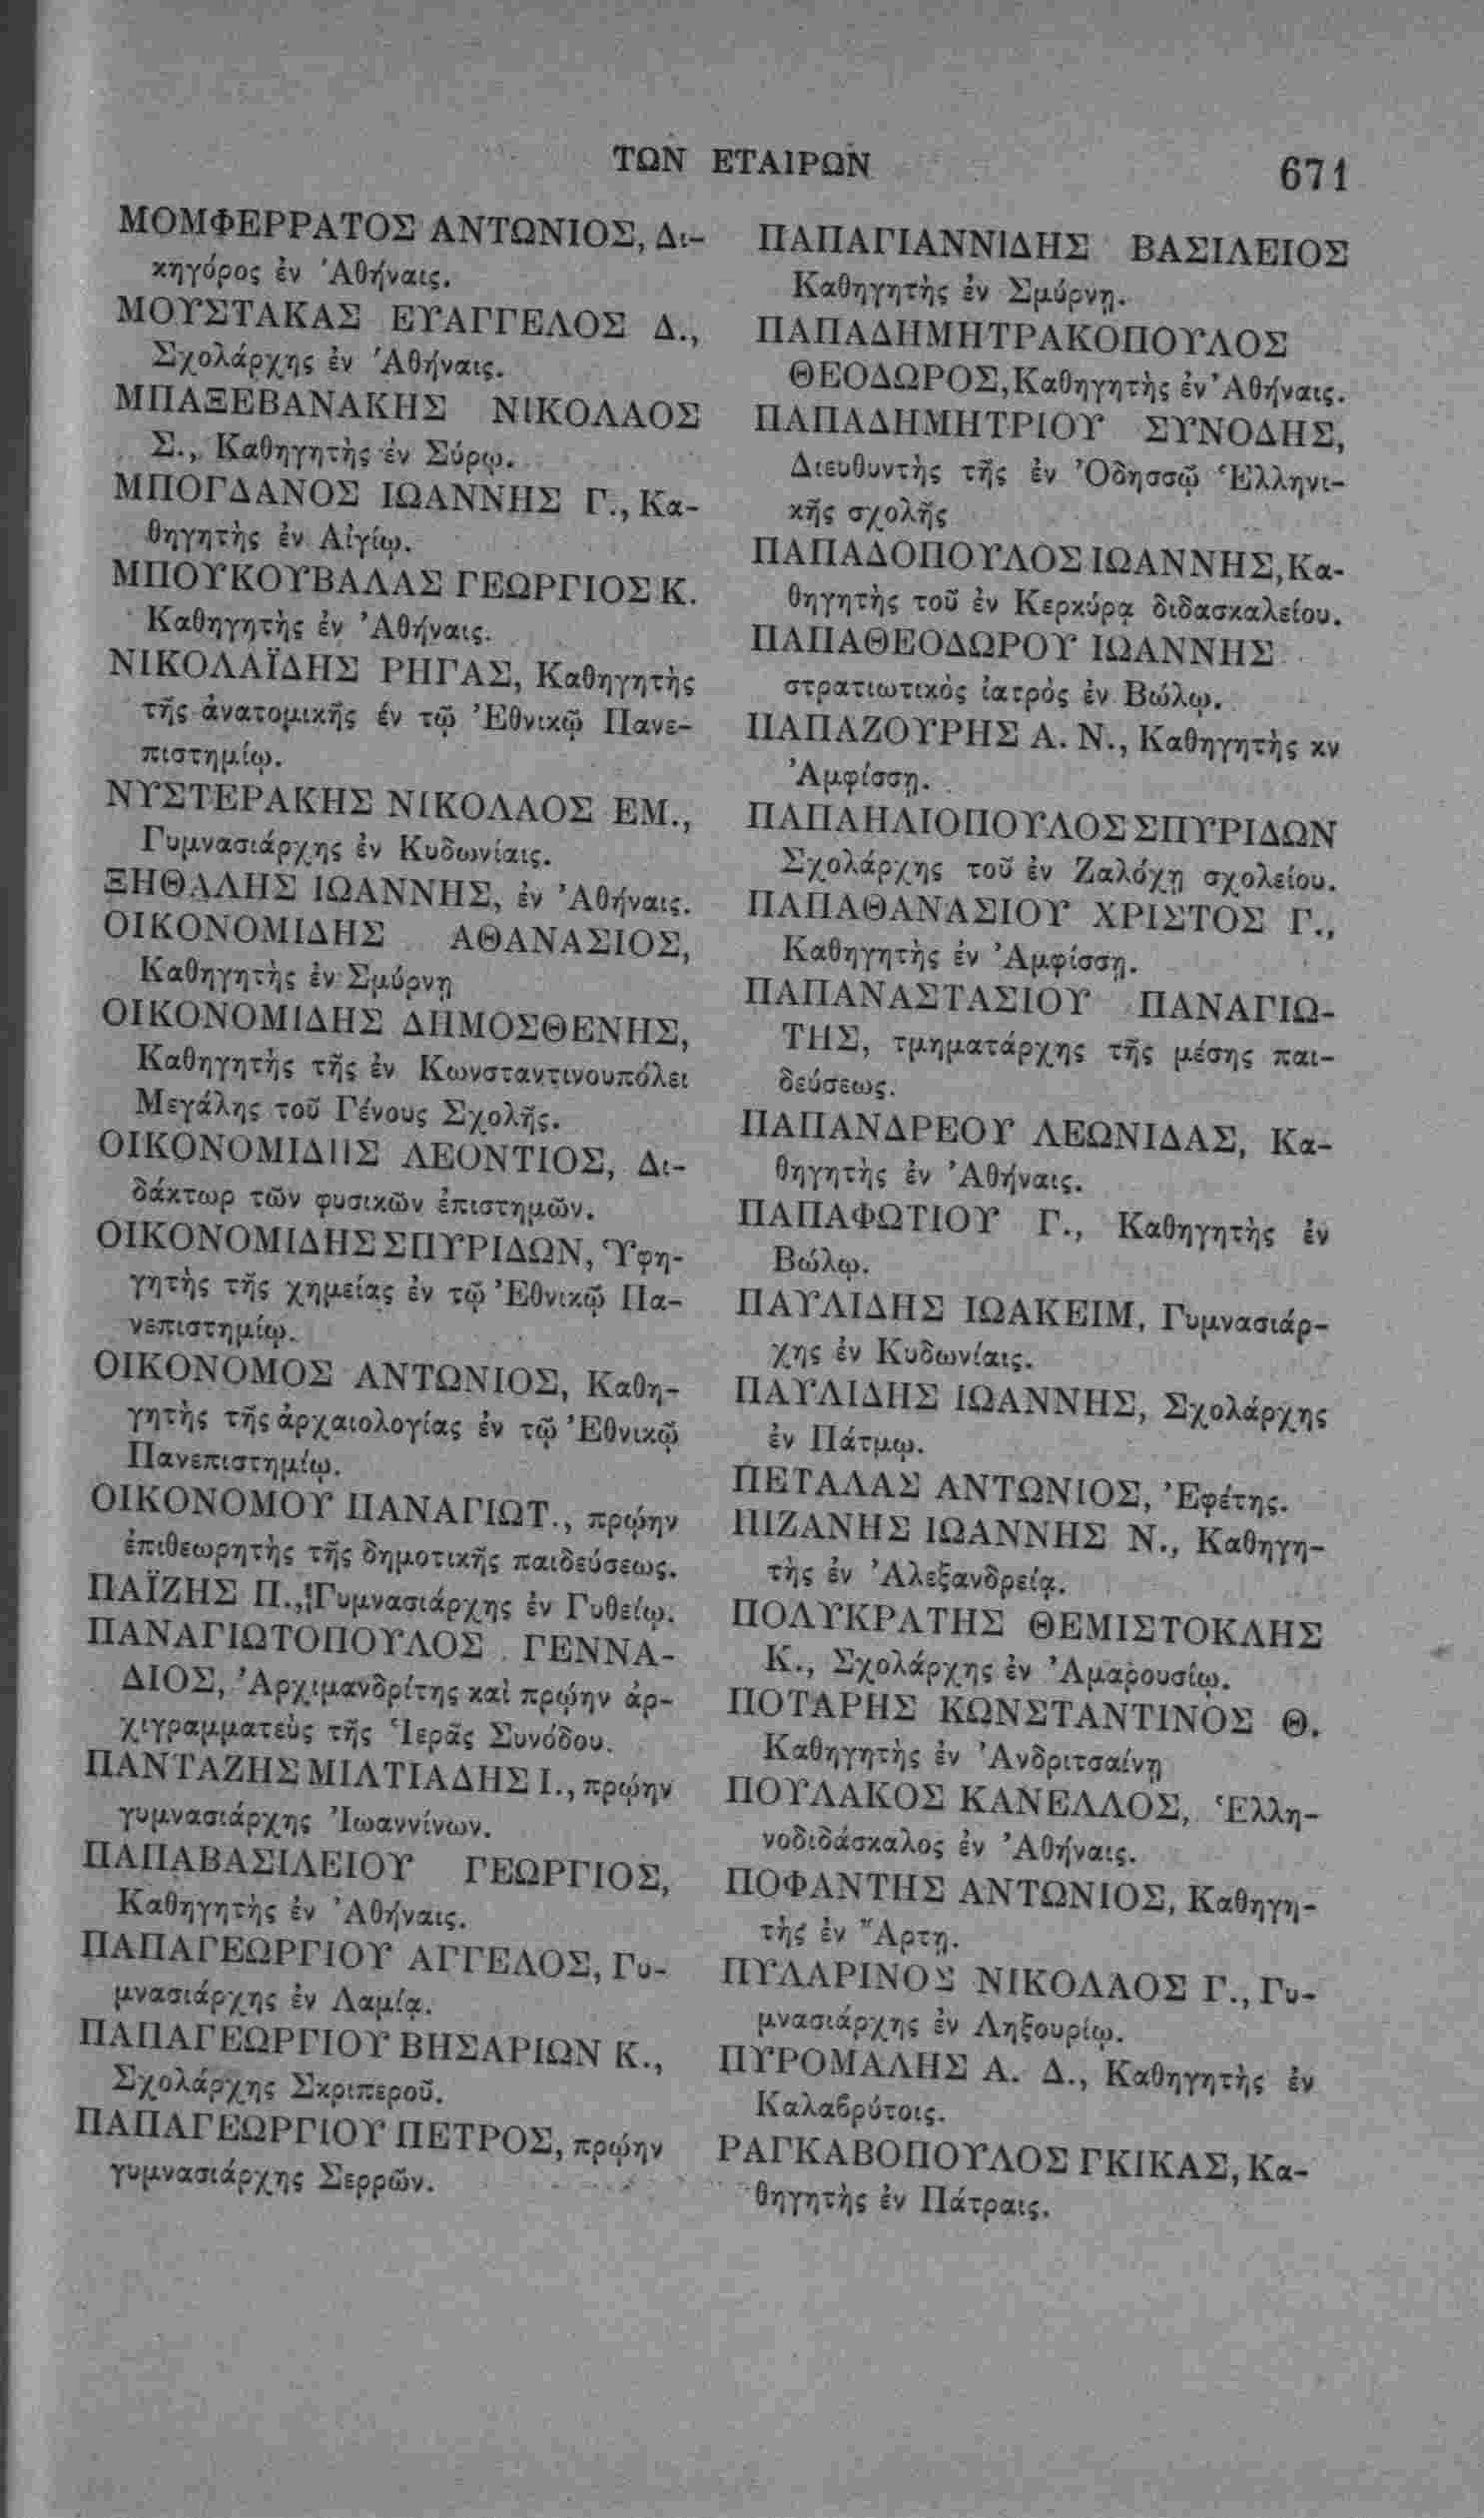 ΤΩΝ ΕΤΑΙΡΩΝ
671
ΜΟΜΦΕΡΡΑΤΟΣ ΑΝΤΩΝΙΟΣ, Δι-
κηγόρος ἐν Ἀθήναις.
ΜΟΥΣΤΑΚΑΣ ΕΥΑΓΓΕΛΟΣ Δ.,
Σχολάρχης ἐν Ἀθήναις.
ΜΠΑΞΕΒΑΝΑΚΗΣ ΝΙΚΟΛΑΟΣ
Σ., Καθηγητὴς ἐν Σύρῳ.
ΜΠΟΓΔΑΝΟΣ ΙΩΑΝΝΗΣ Γ., Κα-
θηγητὴς ἐν Αἰγίῳ.
ΜΠΟΥΚΟΥΒΑΛΑΣ ΓΕΩΡΓΙΟΣ Κ.
Καθηγητὴς ἐν Ἀθήναις.
ΝΙΚΟΛΑΪΔΗΣ ΡΗΓΑΣ, Καθηγητὴς
τῆς ἀνατομικῆς ἐν τῷ Ἐθνικῷ Πανε-
πιστημίῳ.
ΝΥΣΤΕΡΑΚΗΣ ΝΙΚΟΛΑΟΣ ΕΜ.,
Γυμνασιάρχης ἐν Κυδωνίαις.
ΞΗΘΑΛΗΣ ΙΩΑΝΝΗΣ, ἐν Ἀθήναις.
ΟΙΚΟΝΟΜΙΔΗΣ ΑΘΑΝΑΣΙΟΣ,
Καθηγητὴς ἐν Σμύρνῃ
ΟΙΚΟΝΟΜΙΔΗΣ ΔΗΜΟΣΘΕΝΗΣ,
Καθηγητὴς τῆς ἐν Κωνσταντινουπόλει
Μεγάλης τοῦ Γένους Σχολῆς.
ΟΙΚΟΝΟΜΙΔΗΣ ΛΕΟΝΤΙΟΣ, Δι-
δάκτωρ τῶν φυσικῶν ἐπιστημῶν.
ΟΙΚΟΝΟΜΙΔΗΣ ΣΠΥΡΙΔΩΝ, Ὑφη-
γητὴς τῆς χημείας ἐν τῷ Ἐθνικῷ Πα-
νεπιστημίῳ.
ΟΙΚΟΝΟΜΟΣ ΑΝΤΩΝΙΟΣ, Καθη-
γητὴς τῆς ἀρχαιολογίας ἐν τῷ Ἐθνικῷ
Πανεπιστημίῳ.
ΟΙΚΟΝΟΜΟΥ ΠΑΝΑΓΙΩΤ., πρῴην
ἐπιθεωρητὴς τῆς δημοτικῆς παιδεύσεως.
ΠΑΪΖΗΣ Π., Γυμνασιάρχης ἐν Γυθείῳ.
ΠΑΝΑΓΙΩΤΟΠΟΥΛΟΣ ΓΕΝΝΑ-
ΔΙΟΣ, Ἀρχιμανδρίτης καὶ πρῴην ἀρ-
χιγραμματεὺς τῆς Ἱερᾶς Συνόδου.
ΠΑΝΤΑΖΗΣ ΜΙΛΤΙΑΔΗΣ Ι., πρῴην
γυμνασιάρχης Ἰωαννίνων.
ΠΑΠΑΒΑΣΙΛΕΙΟΥ ΓΕΩΡΓΙΟΣ,
Καθηγητὴς ἐν Ἀθήναις.
ΠΑΠΑΓΕΩΡΓΙΟΥ ΑΓΓΕΛΟΣ, Γυ-
μνασιάρχης ἐν Λαμίᾳ.
ΠΑΠΑΓΕΩΡΓΙΟΥ ΒΗΣΑΡΙΩΝ Κ.,
Σχολάρχης Σκριπεροῦ.
ΠΑΠΑΓΕΩΡΓΙΟΥ ΠΕΤΡΟΣ, πρῴην
γυμνασιάρχης Σερρῶν.
ΠΑΠΑΓΙΑΝΝΙΔΗΣ ΒΑΣΙΛΕΙΟΣ
Καθηγητὴς ἐν Σμύρνῃ.
ΠΑΠΑΔΗΜΗΤΡΑΚΟΠΟΥΛΟΣ
ΘΕΟΔΩΡΟΣ, Καθηγητὴς ἐν Ἀθήναις.
ΠΑΠΑΔΗΜΗΤΡΙΟΥ ΣΥΝΟΔΗΣ,
Διευθυντὴς τῆς ἐν Ὀδησσῷ Ἑλληνι-
κῆς σχολῆς
ΠΑΠΑΔΟΠΟΥΛΟΣ ΙΩΑΝΝΗΣ, Κα-
θηγητὴς τοῦ ἐν Κερκύρᾳ διδασκαλείου.
ΠΑΠΑΘΕΟΔΩΡΟΥ ΙΩΑΝΝΗΣ
στρατιωτικὸς ἰατρὸς ἐν Βώλῳ.
ΠΑΠΑΖΟΥΡΗΣ Α. Ν., Καθηγητὴς κν
Ἀμφίσσῃ.
ΠΑΠΑΗΛΙΟΠΟΥΛΟΣ ΣΠΥΡΙΔΩΝ
Σχολάρχης τοῦ ἐν Ζαλόχῃ σχολείου.
ΠΑΠΑΘΑΝΑΣΙΟΥ ΧΡΙΣΤΟΣ Γ.,
Καθηγητὴς ἐν Ἀμφίσσῃ.
ΠΑΠΑΝΑΣΤΑΣΙΟΥ ΠΑΝΑΓΙΩ-
ΤΗΣ, τμηματάρχης τῆς μέσης παι-
δεύσεως.
ΠΑΠΑΝΔΡΕΟΥ ΛΕΩΝΙΔΑΣ, Κα-
θηγητὴς ἐν Ἀθήναις.
ΠΑΠΑΦΩΤΙΟΥ Γ., Καθηγητὴς ἐν
Βώλῳ.
ΠΑΥΛΙΔΗΣ ΙΩΑΚΕΙΜ, Γυμνασιάρ-
χης ἐν Κυδωνίαις.
ΠΑΥΛΙΔΗΣ ΙΩΑΝΝΗΣ, Σχολάρχης
ἐν Πάτμῳ.
ΠΕΤΑΛΑΣ ΑΝΤΩΝΙΟΣ, Ἐφέτης.
ΠΙΖΑΝΗΣ ΙΩΑΝΝΗΣ Ν., Καθηγη-
τὴς ἐν Ἀλεξανδρείᾳ.
ΠΟΛΥΚΡΑΤΗΣ ΘΕΜΙΣΤΟΚΛΗΣ
Κ., Σχολάρχης ἐν Ἀμαρουσίῳ.
ΠΟΤΑΡΗΣ ΚΩΝΣΤΑΝΤΙΝΟΣ Θ.
Καθηγητὴς ἐν Ἀνδριτσαίνῃ
ΠΟΥΛΑΚΟΣ ΚΑΝΕΛΛΟΣ, Ἑλλη-
νοδιδάσκαλος ἐν Ἀθήναις.
ΠΟΦΑΝΤΗΣ ΑΝΤΩΝΙΟΣ, Καθηγη-
τὴς ἐν Ἄρτῃ.
ΠΥΛΑΡΙΝΟΣ ΝΙΚΟΛΑΟΣ Γ., Γυ-
μνασιάρχης ἐν Ληξουρίῳ.
ΠΥΡΟΜΑΛΗΣ Α. Δ., Καθηγητὴς ἐν
Καλαβρύτοις.
ΡΑΓΚΑΒΟΠΟΥΛΟΣ ΓΚΙΚΑΣ, Κα-
θηγητὴς ἐν Πάτραις.